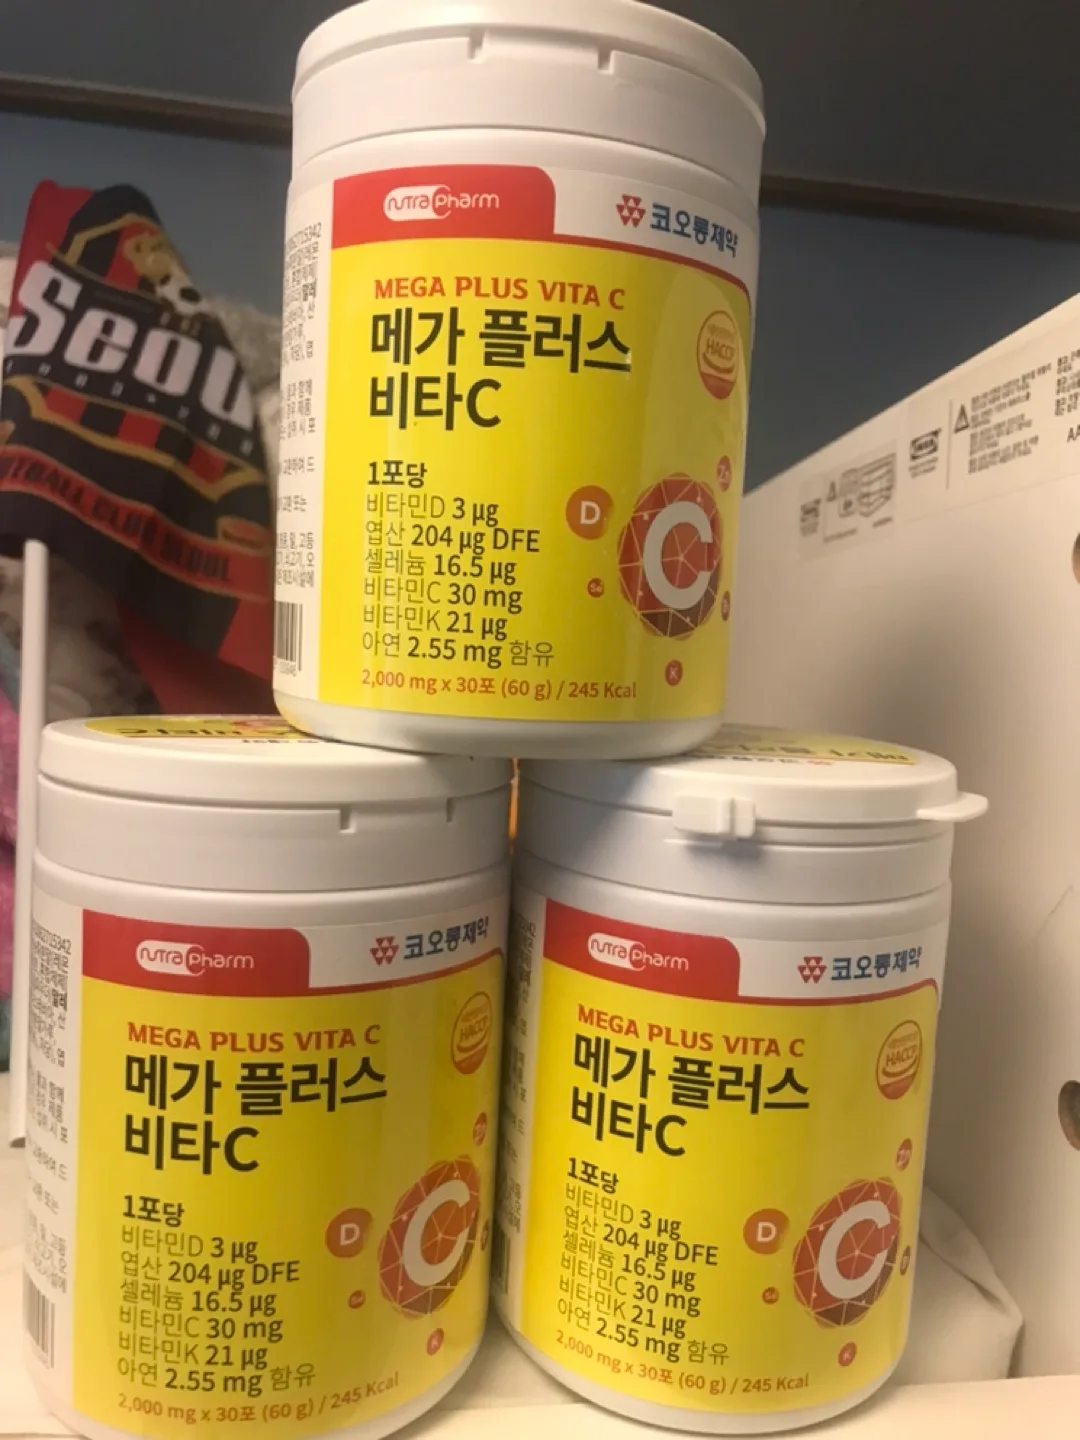 nutraPharm
코오롱제약
MEGA PLUS VITA C
메가 플러스
비타C
HACCP
1포당
비타민D 3 µg
엽산 204 µg DFE
셀레늄 16.5 µg
비타민C 30 mg
비타민K 21 µg
아연 2.55 mg 함유
2,000 mg x 30포 (60 g) / 245 Kcal
D
C
Zn
Se
K
Seoul
FOOTBALL CLUB SEOUL
IKEA
nutraPharm
코오롱제약
MEGA PLUS VITA C
메가 플러스
비타C
HACCP
1포당
비타민D 3 µg
엽산 204 µg DFE
셀레늄 16.5 µg
비타민C 30 mg
비타민K 21 µg
아연 2.55 mg 함유
2,000 mg x 30포 (60 g) / 245 Kcal
D
C
Zn
Se
K
nutraPharm
코오롱제약
MEGA PLUS VITA C
메가 플러스
비타C
HACCP
1포당
비타민D 3 µg
엽산 204 µg DFE
셀레늄 16.5 µg
비타민C 30 mg
비타민K 21 µg
아연 2.55 mg 함유
2,000 mg x 30포 (60 g) / 245 Kcal
D
C
Zn
Se
K